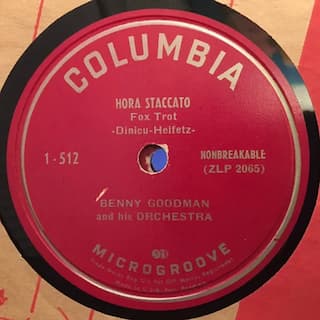 COLUMBIA
HORA STACCATO
Fox Trot
-Dinicu-Heifetz-
1-512
NONBREAKABLE
(ZLP 2065)
BENNY GOODMAN
and his ORCHESTRA
MICROGROOVE